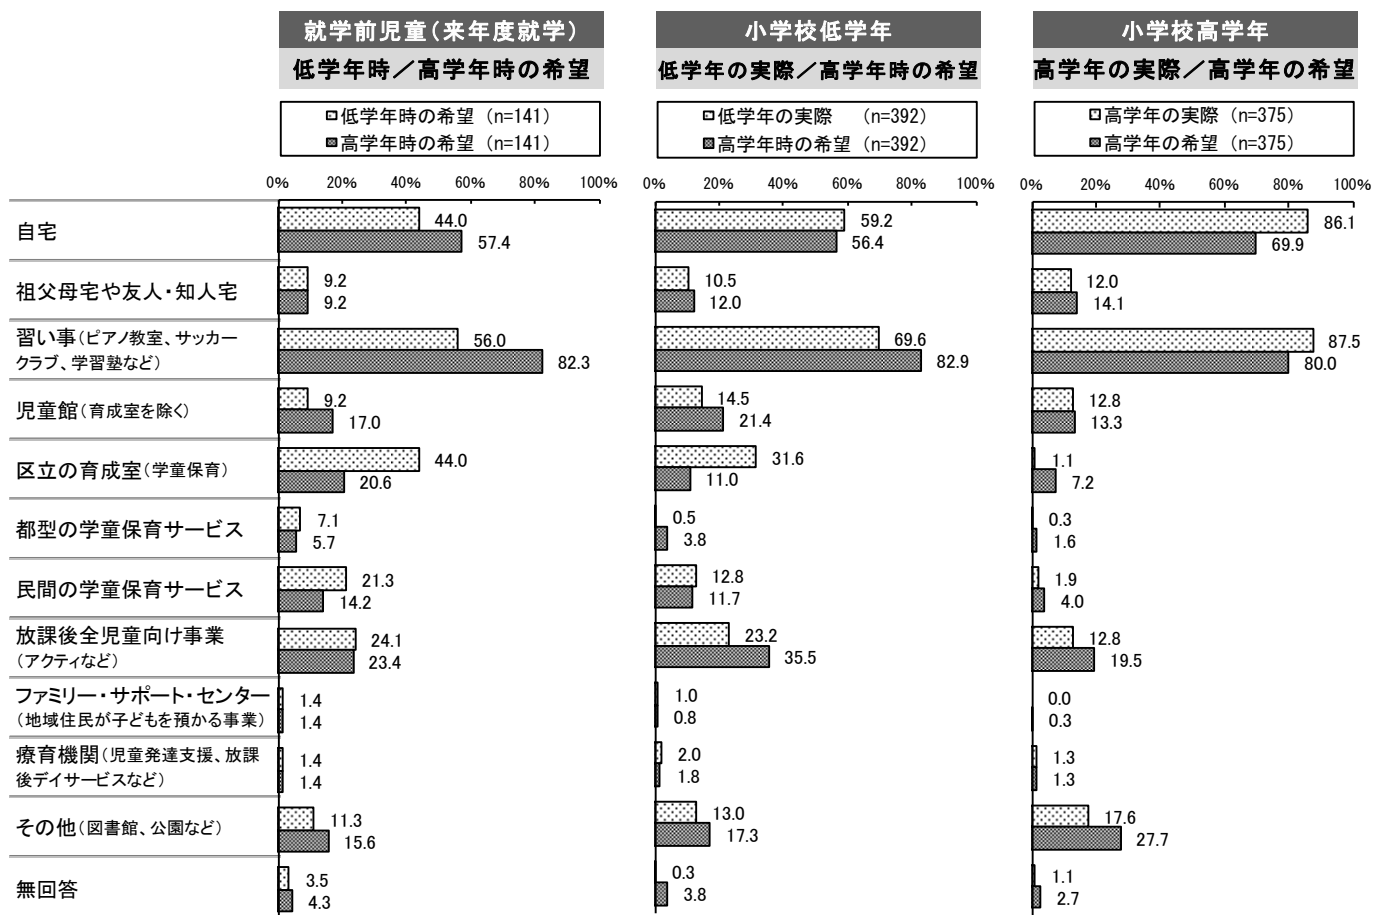 就学前児童(来年度就学)
低学年時／高学年時の希望
小学校低学年
低学年の実際／高学年時の希望
小学校高学年
高学年の実際／高学年の希望
低学年時の希望 (n=141)
高学年時の希望 (n=141)
低学年の実際 (n=392)
高学年時の希望 (n=392)
高学年の実際 (n=375)
高学年の希望 (n=375)
0% 20% 40% 60% 80% 100%
0% 20% 40% 60% 80% 100%
0% 20% 40% 60% 80% 100%
自宅
44.0 59.2 86.1
57.4 56.4 69.9
祖父母宅や友人・知人宅
9.2 10.5 12.0
9.2 12.0 14.1
習い事(ピアノ教室、サッカー
クラブ、学習塾など)
56.0 69.6 87.5
82.3 82.9 80.0
児童館(育成室を除く)
9.2 14.5 12.8
17.0 21.4 13.3
区立の育成室(学童保育)
44.0 31.6 1.1
20.6 11.0 7.2
都型の学童保育サービス
7.1 0.5 0.3
5.7 3.8 1.6
民間の学童保育サービス
21.3 12.8 1.9
14.2 11.7 4.0
放課後全児童向け事業
(アクティなど)
24.1 23.2 12.8
23.4 35.5 19.5
ファミリー・サポート・センター
(地域住民が子どもを預かる事業)
1.4 1.0 0.0
1.4 0.8 0.3
療育機関(児童発達支援、放課
後デイサービスなど)
1.4 2.0 1.3
1.4 1.8 1.3
その他(図書館、公園など)
11.3 13.0 17.6
15.6 17.3 27.7
無回答
3.5 0.3 1.1
4.3 3.8 2.7